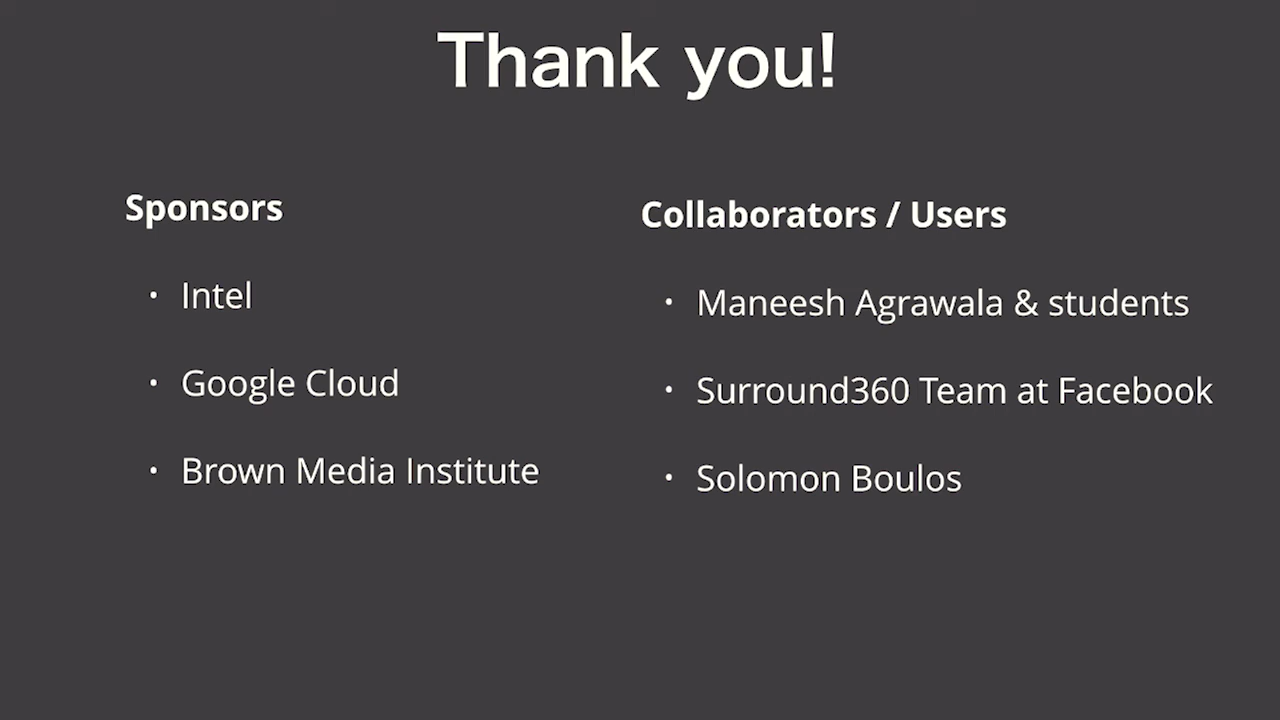 Thank you!
Sponsors
• Intel
• Google Cloud
• Brown Media Institute
Collaborators / Users
• Maneesh Agrawala & students
• Surround360 Team at Facebook
• Solomon Boulos